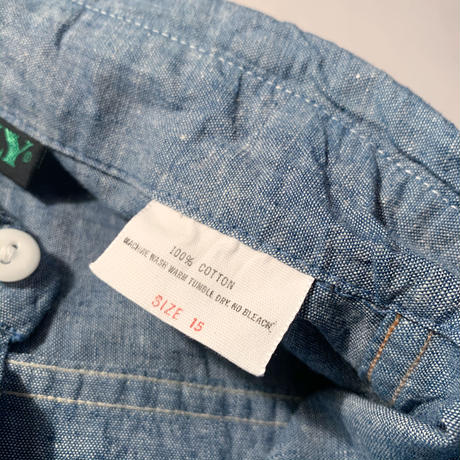 Y®
100% COTTON
MACHINE WASH WARM TUMBLE DRY. NO BLEACH.
SIZE 15